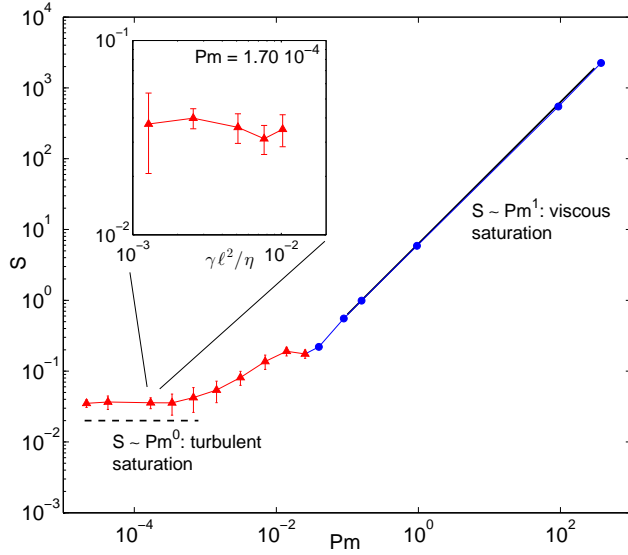 10^4
10^3
10^2
10^1
10^0
10^{-1}
10^{-2}
10^{-3}
S
10^{-1}
10^{-2}
Pm = 1.70 10^{-4}
10^{-3}
10^{-2}
γℓ^2/η
S ~ Pm^1: viscous
saturation
S ~ Pm^0: turbulent
saturation
10^{-4}
10^{-2}
10^0
10^2
Pm